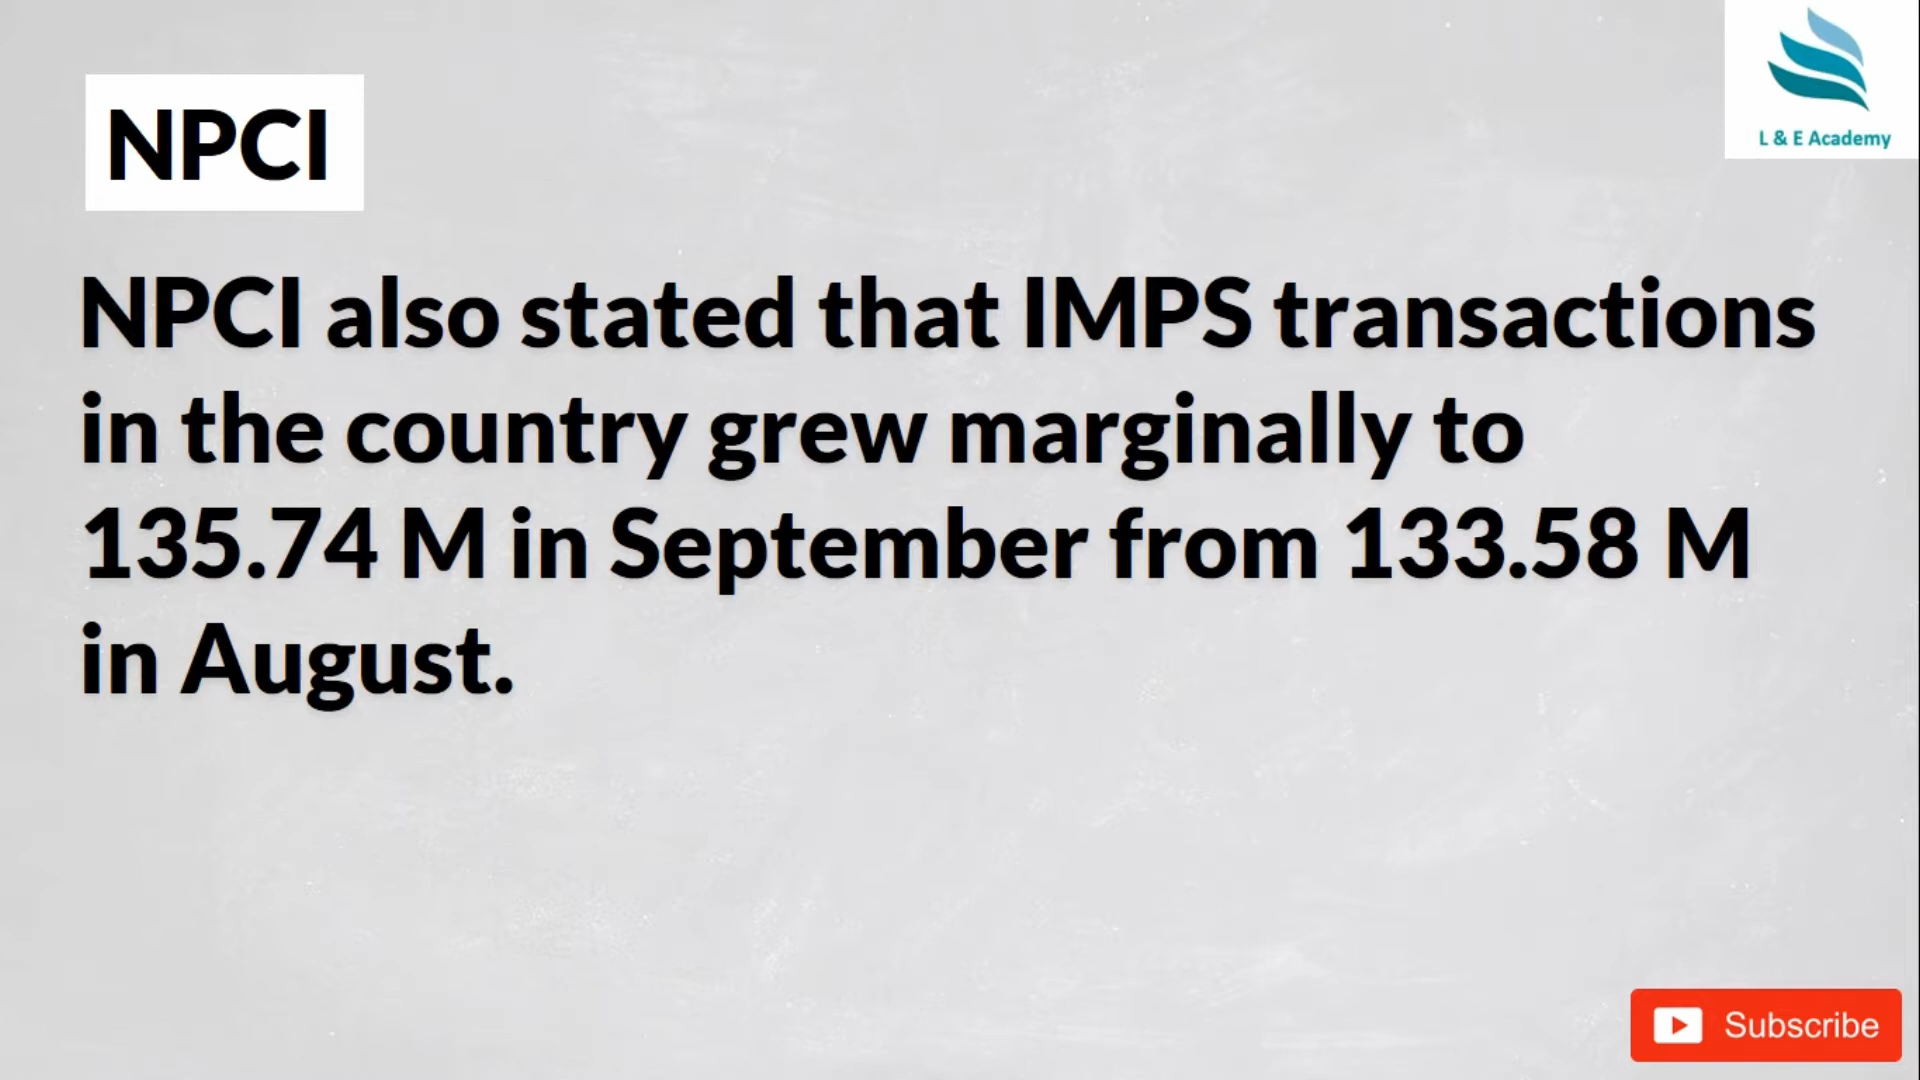 L & E Academy
NPCI
NPCI also stated that IMPS transactions
in the country grew marginally to
135.74 M in September from 133.58 M
in August.
Subscribe